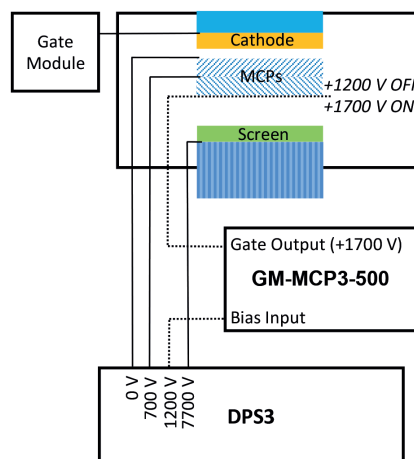 Gate
Module
Cathode
MCPs
+1200 V OFF
+1700 V ON
Screen
Gate Output (+1700 V)
GM-MCP3-500
Bias Input
0 V
700 V
1200 V
7700 V
DPS3